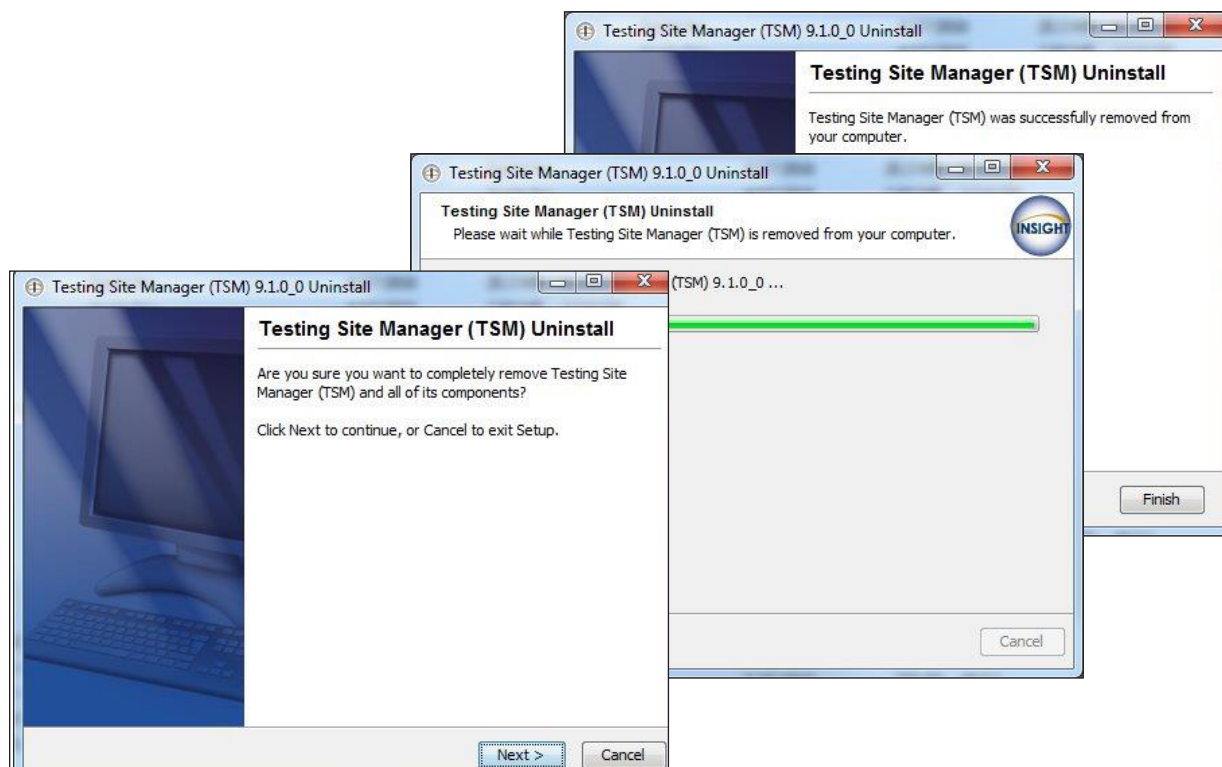 Testing Site Manager (TSM) 9.1.0_0 Uninstall
Testing Site Manager (TSM) Uninstall
Testing Site Manager (TSM) was successfully removed from
your computer.
Finish
Testing Site Manager (TSM) 9.1.0_0 Uninstall
Testing Site Manager (TSM) Uninstall
Please wait while Testing Site Manager (TSM) is removed from your computer.
INSIGHT
(TSM) 9.1.0_0 ...
Cancel
Testing Site Manager (TSM) 9.1.0_0 Uninstall
Testing Site Manager (TSM) Uninstall
Are you sure you want to completely remove Testing Site
Manager (TSM) and all of its components?
Click Next to continue, or Cancel to exit Setup.
Next >
Cancel